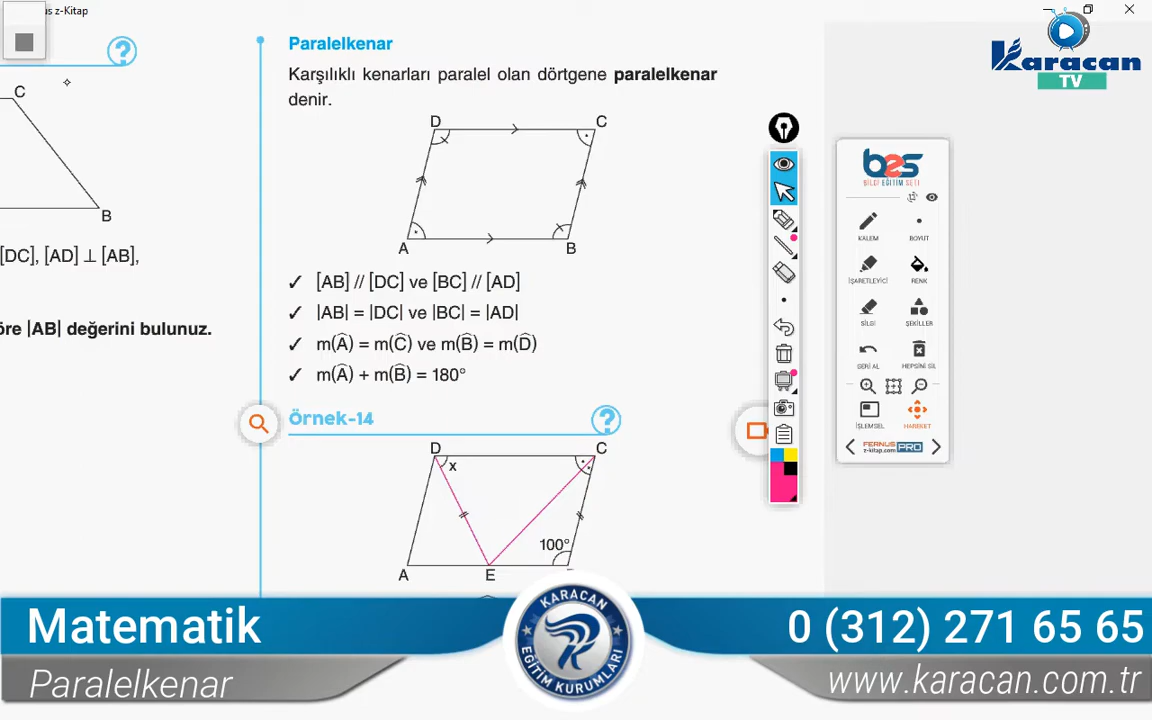 us z-Kitap
Karacan
TV
?
C
B
[DC], [AD] ⊥ [AB],
öre |AB| değerini bulunuz.
Paralelkenar
Karşılıklı kenarları paralel olan dörtgene paralelkenar
denir.
D
C
A
B
✓ [AB] // [DC] ve [BC] // [AD]
✓ |AB| = |DC| ve |BC| = |AD|
✓ m(Â) = m(Ĉ) ve m(B̂) = m(D̂)
✓ m(Â) + m(B̂) = 180°
Örnek-14
?
D
C
x
100°
A
E
b2s
BİLGİ EĞİTİM SETİ
KALEM
BOYUT
İŞARETLEYİCİ
RENK
SİLGİ
ŞEKİLLER
GERİ AL
HEPSİNİ SİL
İŞLEMSEL
HAREKET
FERNUS PRO
z-kitap.com
Matematik
Paralelkenar
KARACAN
EĞİTİM KURUMLARI
0 (312) 271 65 65
www.karacan.com.tr